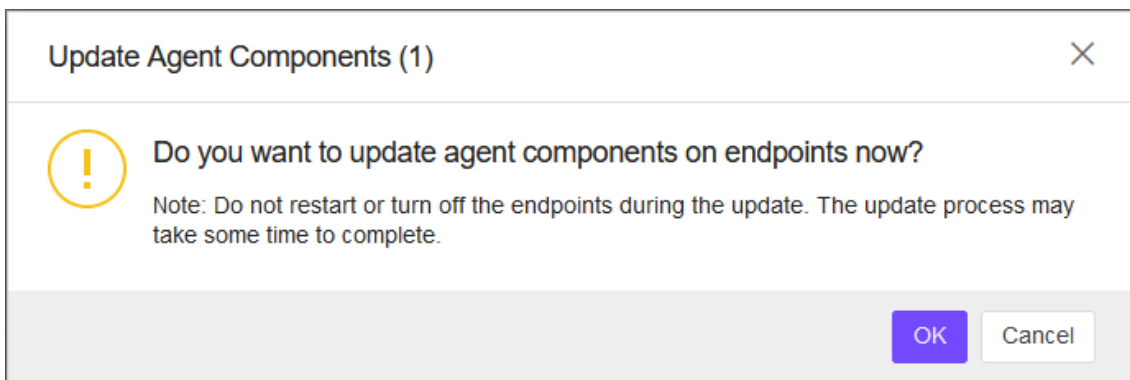 Update Agent Components (1)
Do you want to update agent components on endpoints now?
Note: Do not restart or turn off the endpoints during the update. The update process may
take some time to complete.
OK
Cancel